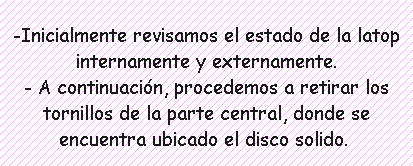 -Inicialmente revisamos el estado de la latop
internamente y externamente.
- A continuación, procedemos a retirar los
tornillos de la parte central, donde se
encuentra ubicado el disco solido.